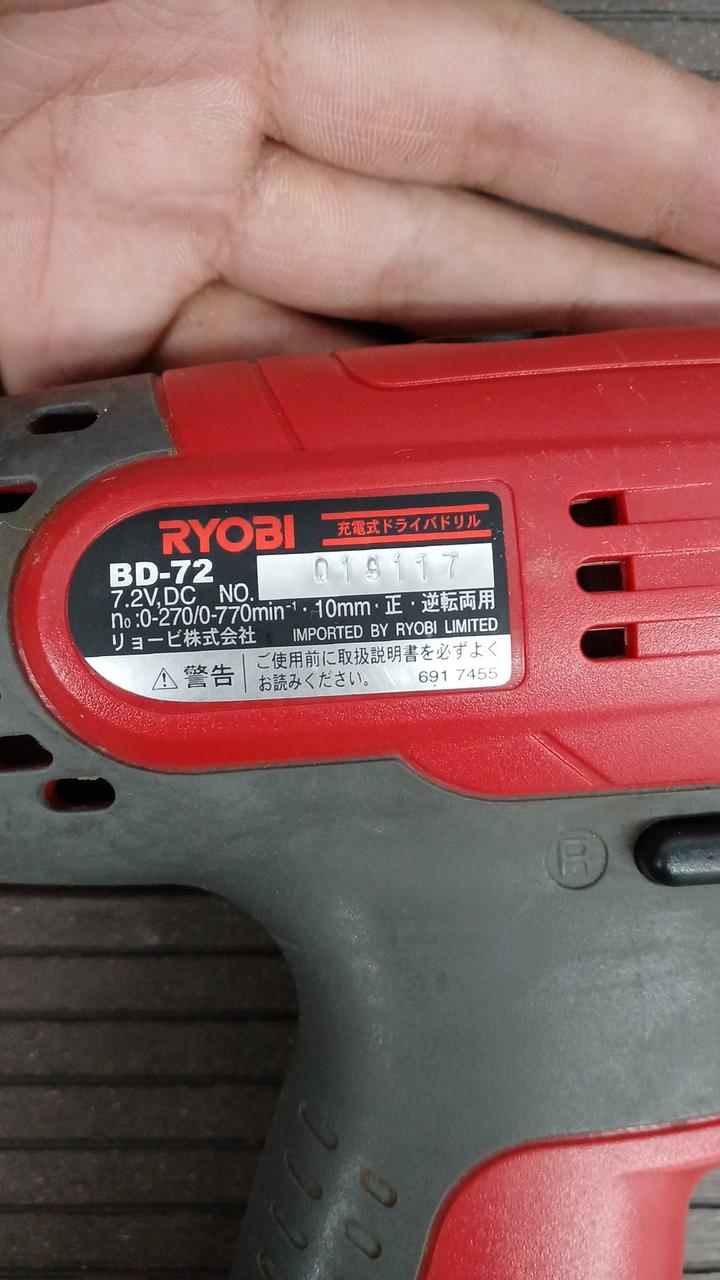 RYOBI 充電式ドライバドリル
BD-72
7.2V,DC NO. 019117
n₀:0-270/0-770min⁻¹・10mm・正・逆転両用
リョービ株式会社 IMPORTED BY RYOBI LIMITED
⚠ 警告 ご使用前に取扱説明書を必ずよく
お読みください。 691 7455
R